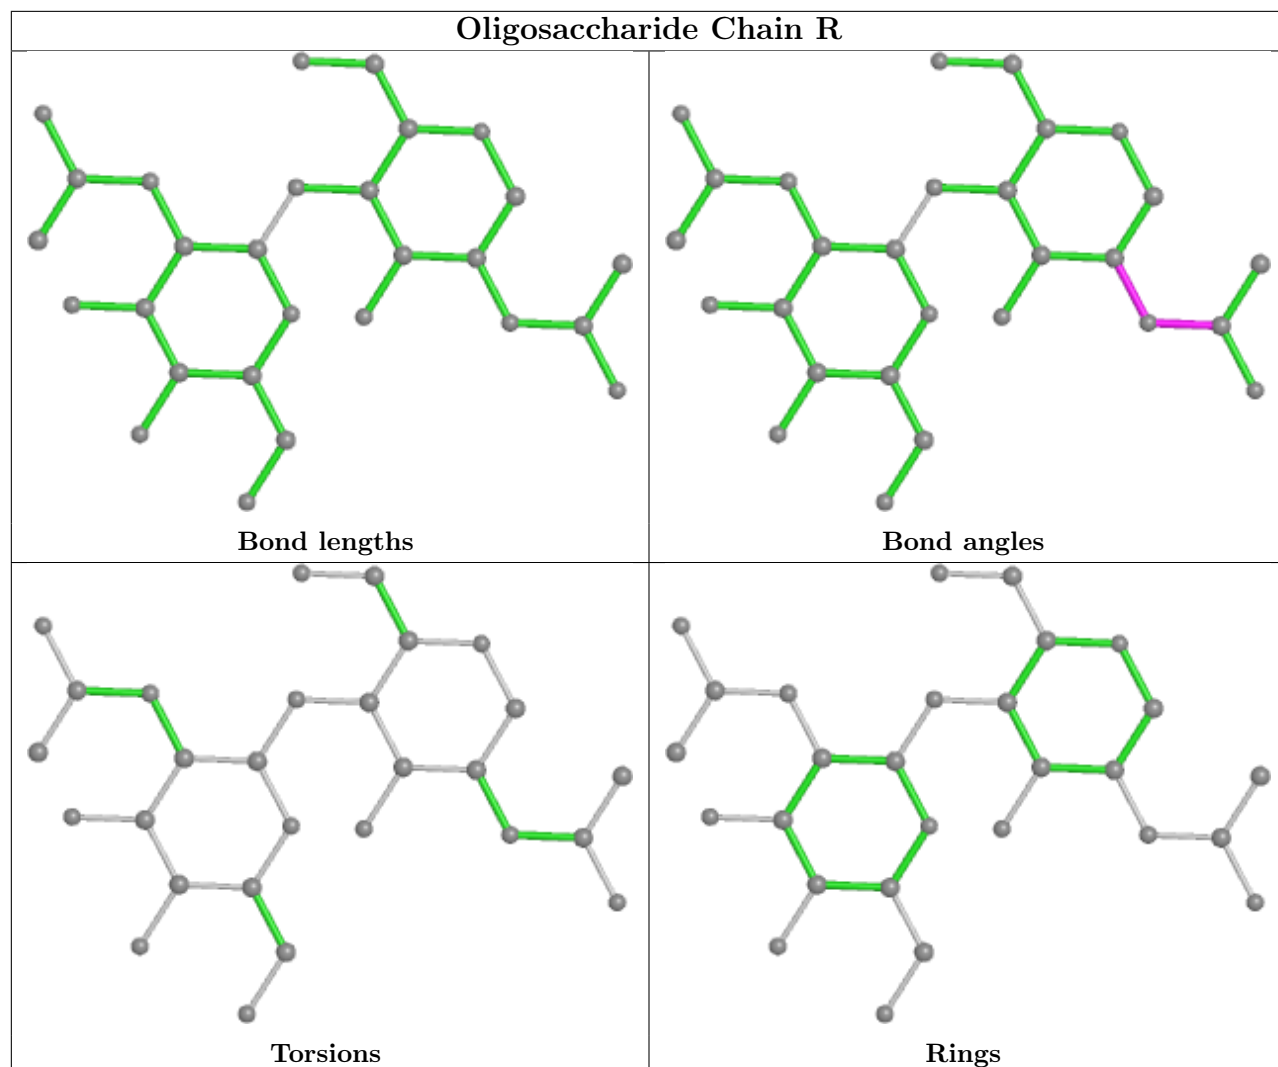 Oligosaccharide Chain R
Bond lengths
Bond angles
Torsions
Rings